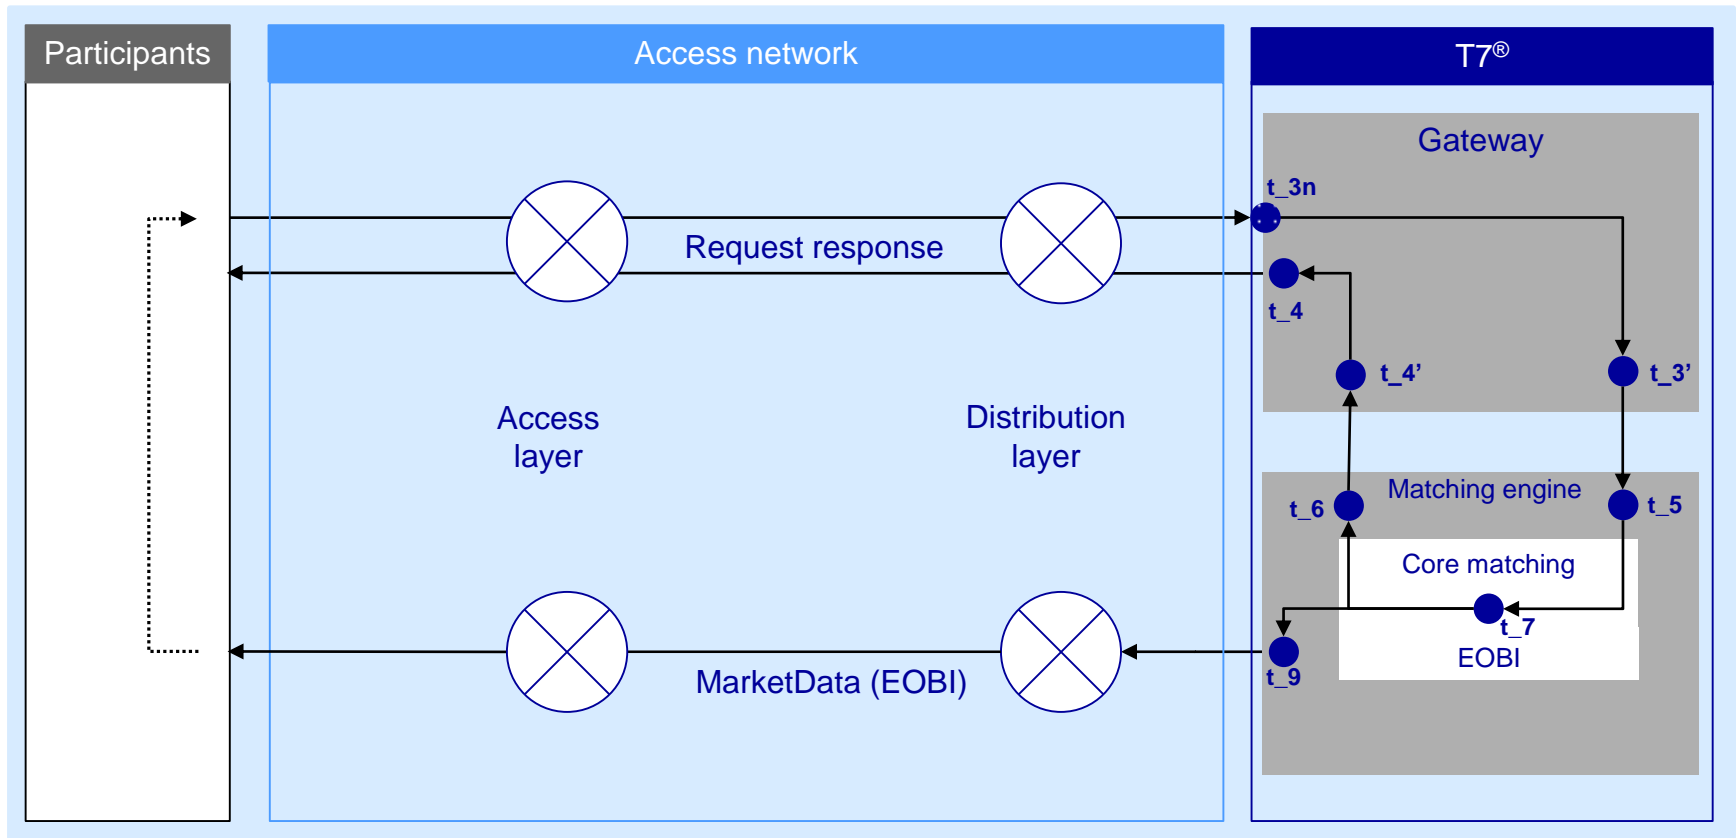 Participants
Access network
T7®
Gateway
t_3n
Request response
t_4
t_4’
t_3’
Access
layer
Distribution
layer
Matching engine
t_6
t_5
Core matching
t_7
EOBI
t_9
MarketData (EOBI)